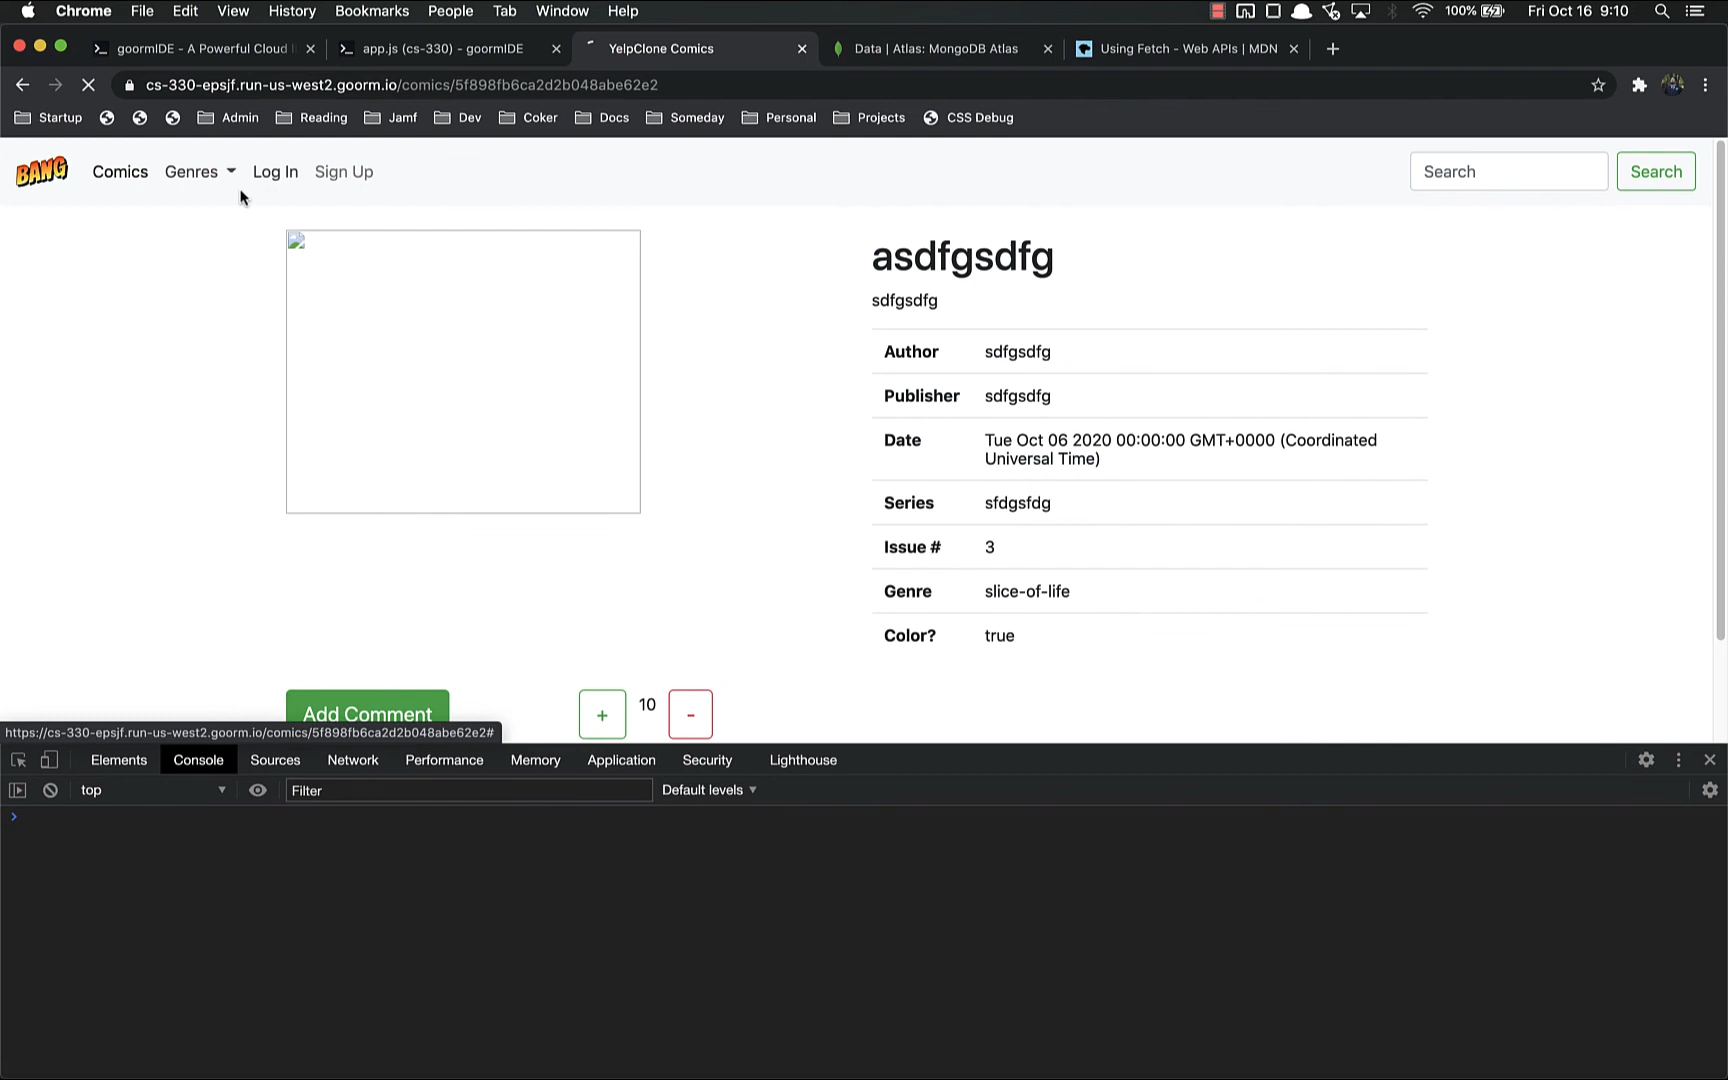 Chrome File Edit View History Bookmarks People Tab Window Help 100% Fri Oct 16 9:10
goormIDE - A Powerful Cloud app.js (cs-330) - goormIDE YelpClone Comics Data | Atlas: MongoDB Atlas Using Fetch - Web APIs | MDN
cs-330-epsjf.run-us-west2.goorm.io/comics/5f898fb6ca2d2b048abe62e2
Startup Admin Reading Jamf Dev Coker Docs Someday Personal Projects CSS Debug
BANG Comics Genres Log In Sign Up Search Search
asdfgsdfg
sdfgsdfg
Author sdfgsdfg
Publisher sdfgsdfg
Date Tue Oct 06 2020 00:00:00 GMT+0000 (Coordinated
Universal Time)
Series sfdgsfdg
Issue # 3
Genre slice-of-life
Color? true
Add Comment + 10 -
https://cs-330-epsjf.run-us-west2.goorm.io/comics/5f898fb6ca2d2b048abe62e2#
Elements Console Sources Network Performance Memory Application Security Lighthouse
top Filter Default levels